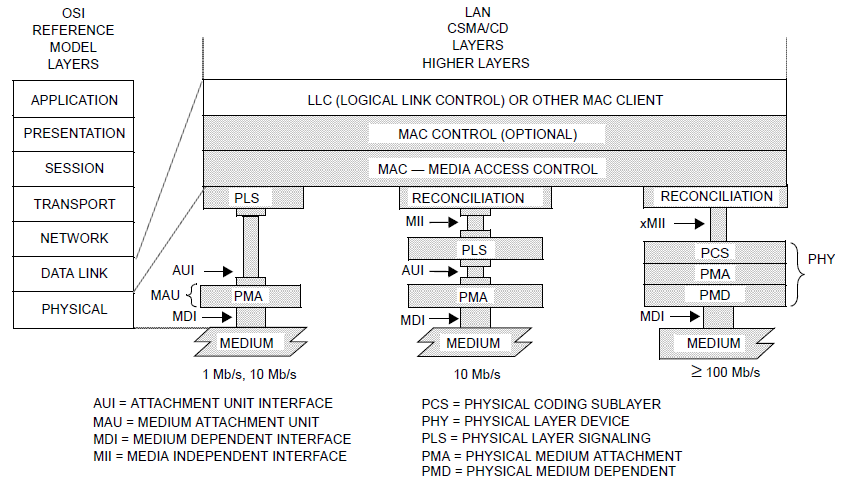 OSI
REFERENCE
MODEL
LAYERS
LAN
CSMA/CD
LAYERS
HIGHER LAYERS
APPLICATION
PRESENTATION
SESSION
TRANSPORT
NETWORK
DATA LINK
PHYSICAL
LLC (LOGICAL LINK CONTROL) OR OTHER MAC CLIENT
MAC CONTROL (OPTIONAL)
MAC — MEDIA ACCESS CONTROL
PLS
AUI
MAU
PMA
MDI
MEDIUM
1 Mb/s, 10 Mb/s
RECONCILIATION
MII
PLS
AUI
PMA
MDI
MEDIUM
10 Mb/s
RECONCILIATION
xMII
PCS
PMA
PMD
PHY
MDI
MEDIUM
≥ 100 Mb/s
AUI = ATTACHMENT UNIT INTERFACE
MAU = MEDIUM ATTACHMENT UNIT
MDI = MEDIUM DEPENDENT INTERFACE
MII = MEDIA INDEPENDENT INTERFACE
PCS = PHYSICAL CODING SUBLAYER
PHY = PHYSICAL LAYER DEVICE
PLS = PHYSICAL LAYER SIGNALING
PMA = PHYSICAL MEDIUM ATTACHMENT
PMD = PHYSICAL MEDIUM DEPENDENT